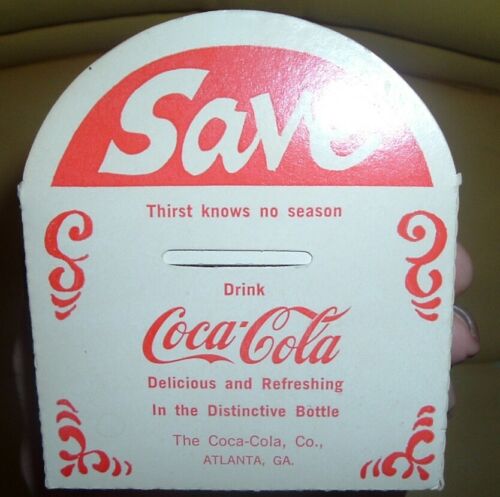 Save
Thirst knows no season
Drink
Coca-Cola
Delicious and Refreshing
In the Distinctive Bottle
The Coca-Cola, Co.,
ATLANTA, GA.